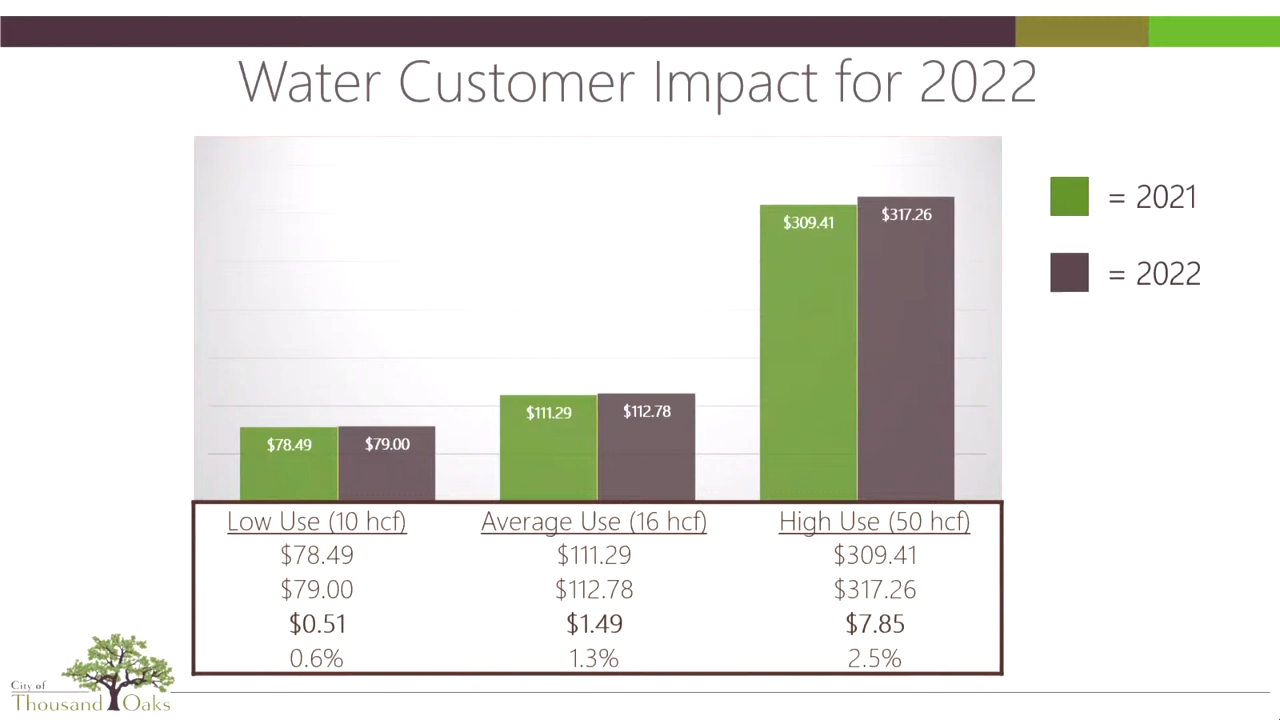 Water Customer Impact for 2022
= 2021
= 2022
$78.49
$79.00
$111.29
$112.78
$309.41
$317.26
Low Use (10 hcf) Average Use (16 hcf) High Use (50 hcf)
$78.49 $111.29 $309.41
$79.00 $112.78 $317.26
$0.51 $1.49 $7.85
0.6% 1.3% 2.5%
City of
Thousand Oaks